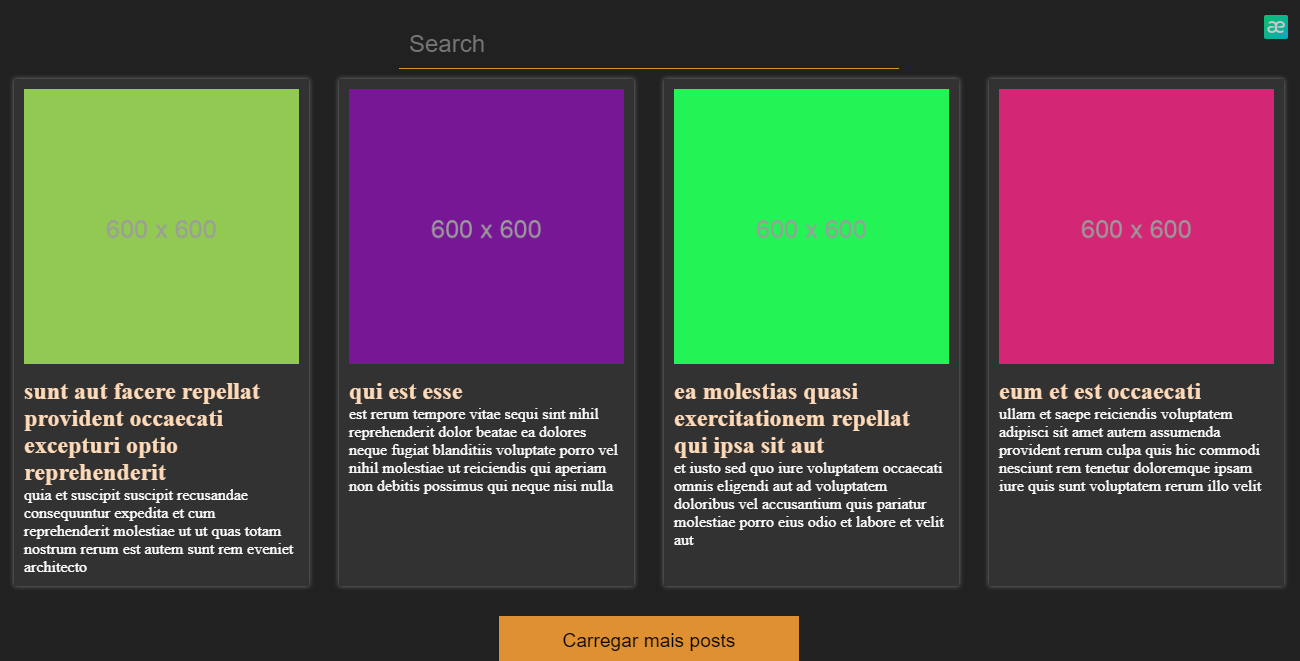 Search
æ
600 x 600
600 x 600
600 x 600
600 x 600
sunt aut facere repellat
provident occaecati
excepturi optio
reprehenderit
quia et suscipit suscipit recusandae
consequuntur expedita et cum
reprehenderit molestiae ut ut quas totam
nostrum rerum est autem sunt rem eveniet
architecto
qui est esse
est rerum tempore vitae sequi sint nihil
reprehenderit dolor beatae ea dolores
neque fugiat blanditiis voluptate porro vel
nihil molestiae ut reiciendis qui aperiam
non debitis possimus qui neque nisi nulla
ea molestias quasi
exercitationem repellat
qui ipsa sit aut
et iusto sed quo iure voluptatem occaecati
omnis eligendi aut ad voluptatem
doloribus vel accusantium quis pariatur
molestiae porro eius odio et labore et velit
aut
eum et est occaecati
ullam et saepe reiciendis voluptatem
adipisci sit amet autem assumenda
provident rerum culpa quis hic commodi
nesciunt rem tenetur doloremque ipsam
iure quis sunt voluptatem rerum illo velit
Carregar mais posts